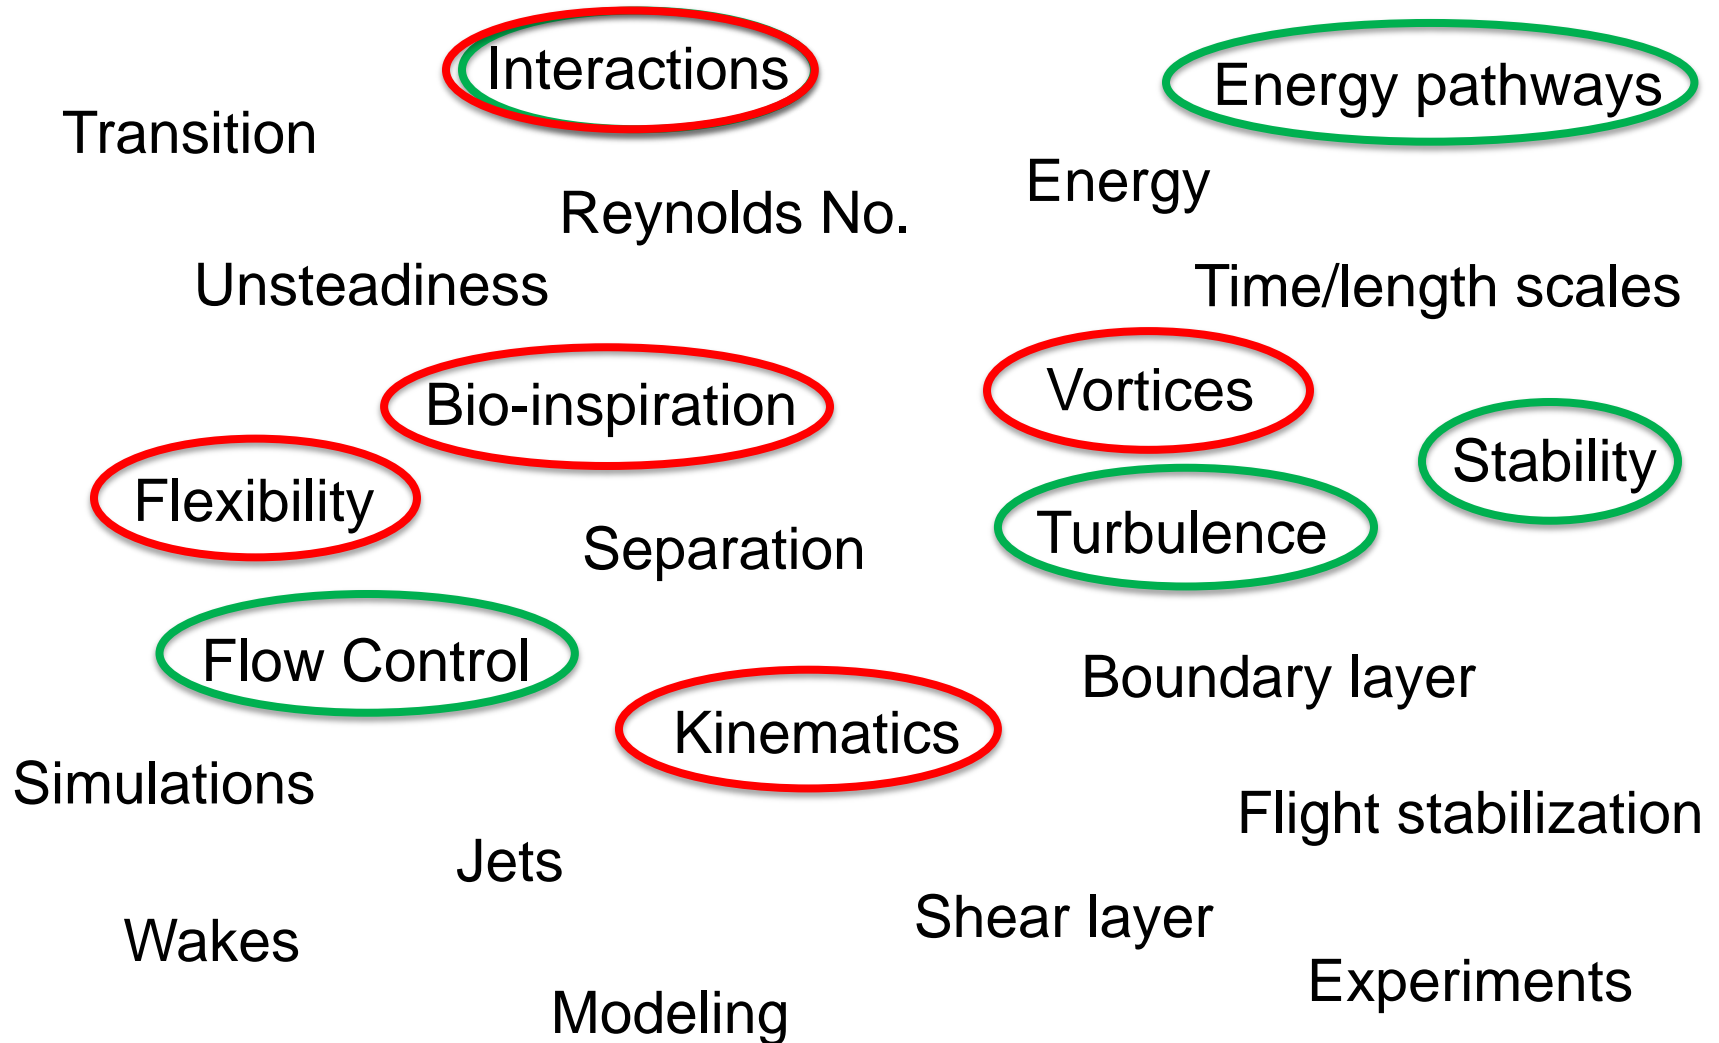 Interactions
Energy pathways
Transition
Energy
Reynolds No.
Unsteadiness
Time/length scales
Bio-inspiration
Vortices
Stability
Flexibility
Turbulence
Separation
Flow Control
Boundary layer
Kinematics
Simulations
Flight stabilization
Jets
Shear layer
Wakes
Experiments
Modeling